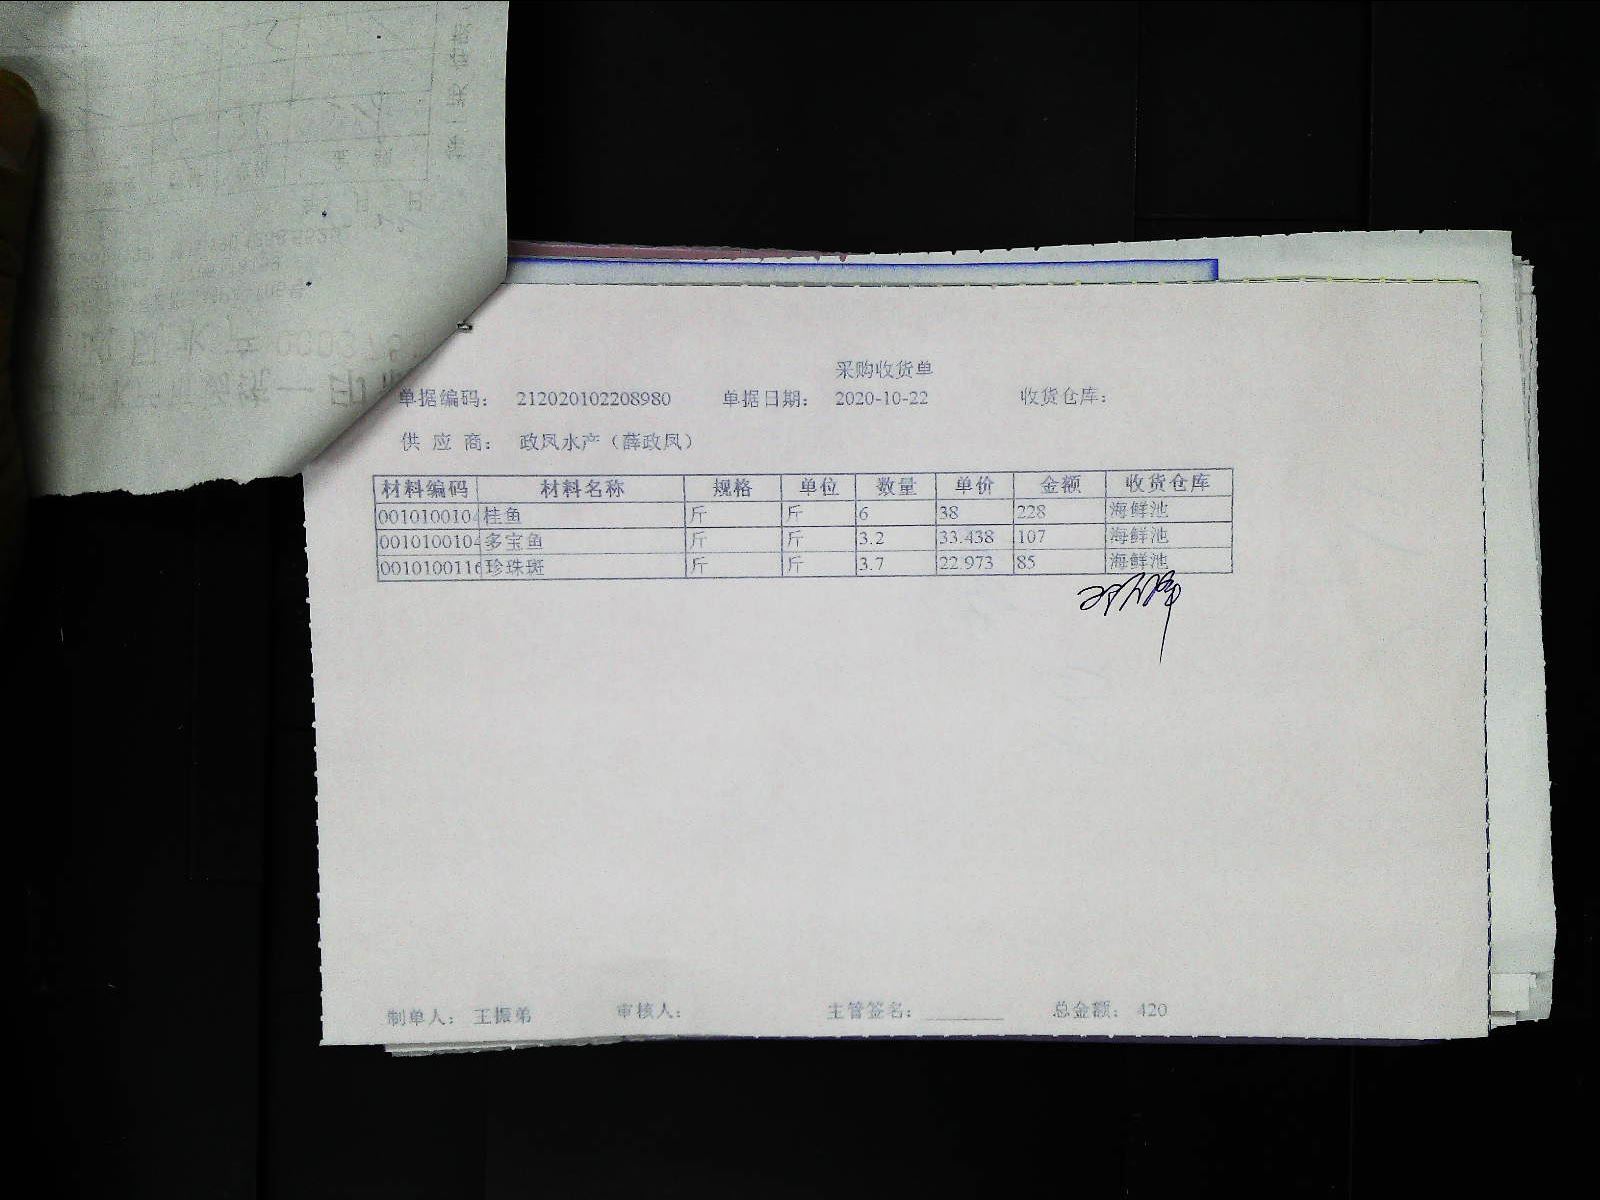 采购收货单
单据编码： 212020102208980 单据日期： 2020-10-22 收货仓库：
供 应 商： 政凤水产（薛政凤）
材料编码 材料名称 规格 单位 数量 单价 金额 收货仓库
0010100104 桂鱼 斤 斤 6 38 228 海鲜池
0010100104 多宝鱼 斤 斤 3.2 33.438 107 海鲜池
0010100116 珍珠斑 斤 斤 3.7 22.973 85 海鲜池
制单人： 王振弟 审核人： 主管签名： 总金额： 420